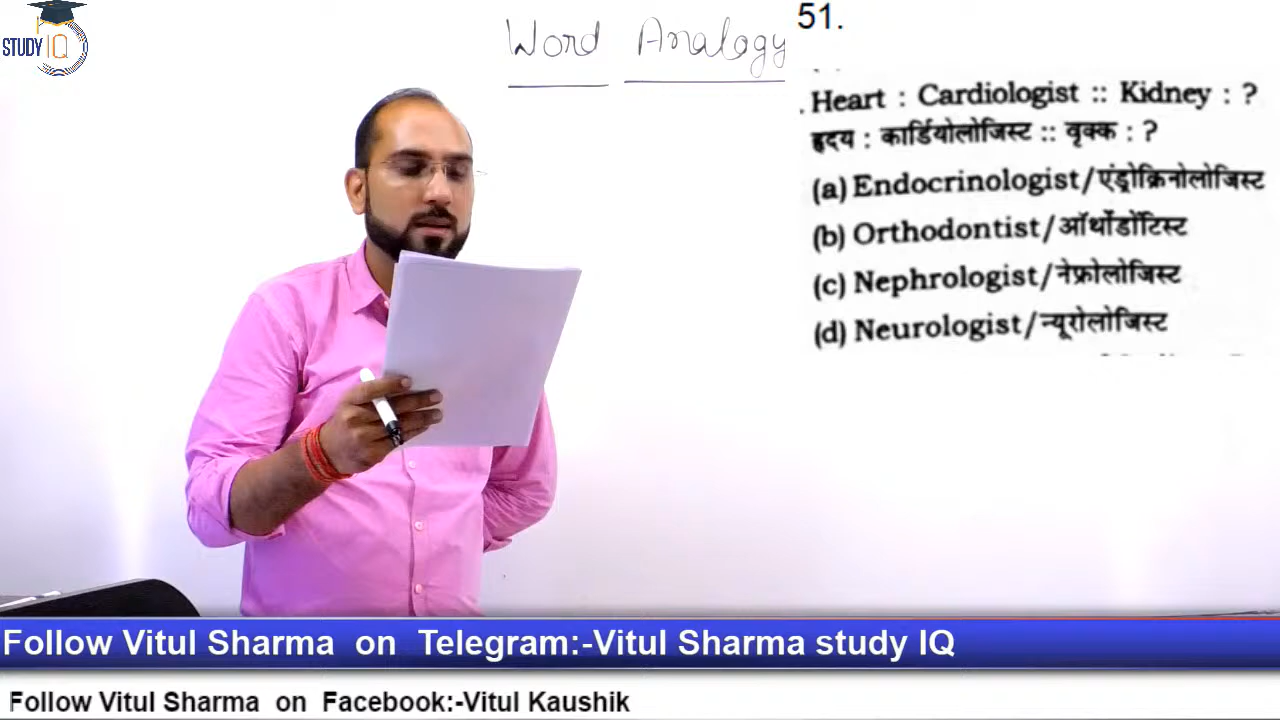 STUDY IQ
Word Analogy
51.
Heart : Cardiologist :: Kidney : ?
हृदय : कार्डियोलोजिस्ट :: वृक्क : ?
(a) Endocrinologist/एंड्रोक्रिनोलोजिस्ट
(b) Orthodontist/ऑर्थोडोंटिस्ट
(c) Nephrologist/नेफ्रोलोजिस्ट
(d) Neurologist/न्यूरोलोजिस्ट
Follow Vitul Sharma on Telegram:-Vitul Sharma study IQ
Follow Vitul Sharma on Facebook:-Vitul Kaushik